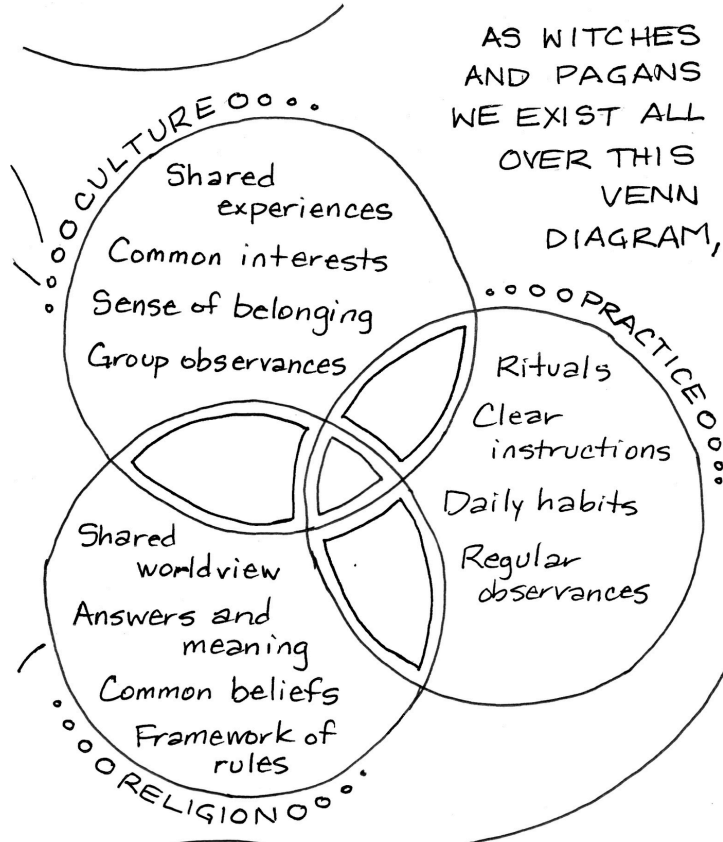 AS WITCHES
AND PAGANS
WE EXIST ALL
OVER THIS
VENN
DIAGRAM,
CULTURE
Shared
experiences
Common interests
Sense of belonging
Group observances
PRACTICE
Rituals
Clear
instructions
Daily habits
Regular
observances
Shared
worldview
Answers and
meaning
Common beliefs
Framework of
rules
RELIGION